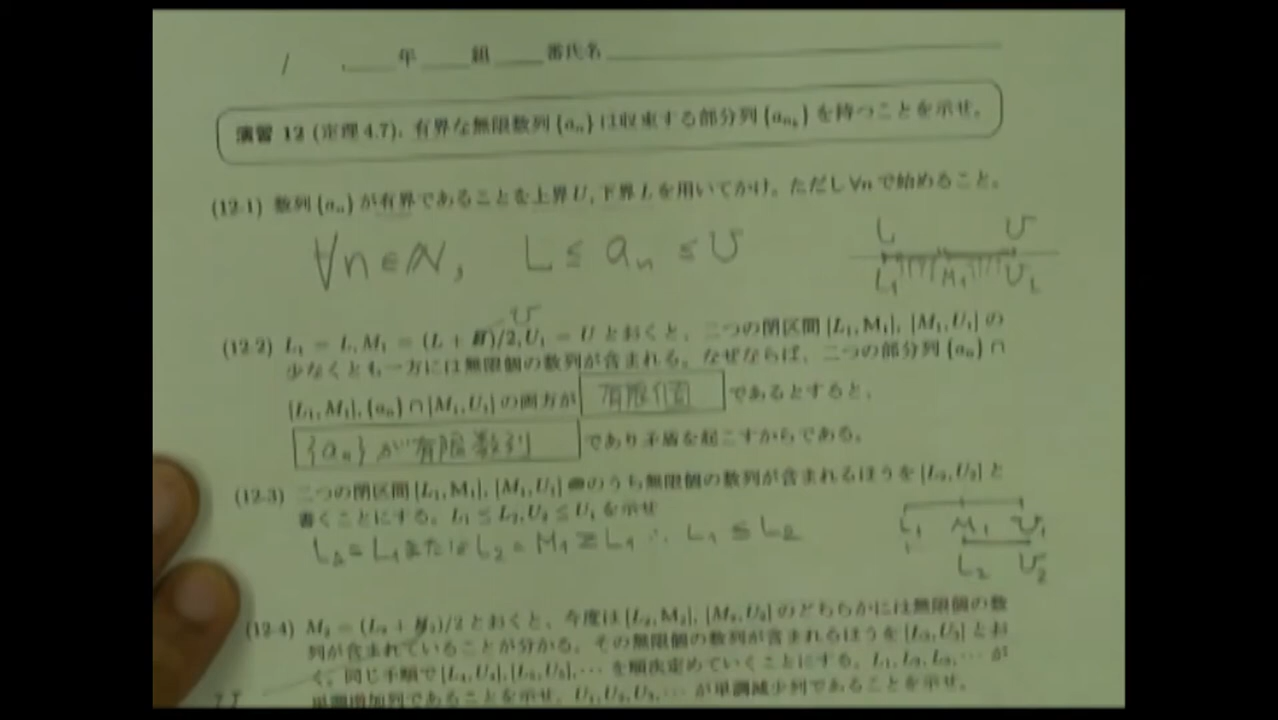 年 組 番氏名
演習 12 (定理 4.7). 有界な無限数列 {aₙ} は収束する部分列 {aₙₖ} を持つことを示せ。
(12-1) 数列 {aₙ} が有界であることを上界 U, 下界 L を用いてかけ。ただし ∀n で始めること。
∀n∈N, L ≤ aₙ ≤ U
L U
L₁ M₁ U₁
U
(12-2) L₁ = L, M₁ = (L + )/2, U₁ = U とおくと、二つの閉区間 [L₁, M₁], [M₁, U₁] の
少なくとも一方には無限個の数列が含まれる。なぜならば、二つの部分列 {aₙ} ∩
[L₁, M₁], {aₙ} ∩ [M₁, U₁] の両方が 有限個 であるとすると、
{aₙ} が有限数列 であり矛盾を起こすからである。
(12-3) 二つの閉区間 [L₁, M₁], [M₁, U₁] のうち無限個の数列が含まれるほうを [L₂, U₂] と
書くことにする。L₁ ≤ L₂, U₂ ≤ U₁ を示せ
L₂ = L₁ または L₂ = M₁ ≥ L₁ ∴ L₁ ≤ L₂
L₁ M₁ U₁
L₂ U₂
(12-4) M₂ = (L₂ + )/2 とおくと、今度は [L₂, M₂], [M₂, U₂] のどちらかには無限個の数
列が含まれていることが分かる。その無限個の数列が含まれるほうを [L₃, U₃] とお
く、同じ手順で [L₄, U₄], [L₅, U₅], ⋯ を順次定めていくことにする。L₁, L₂, L₃, ⋯ が
単調増加列であることを示せ。U₁, U₂, U₃, ⋯ が単調減少列であることを示せ。